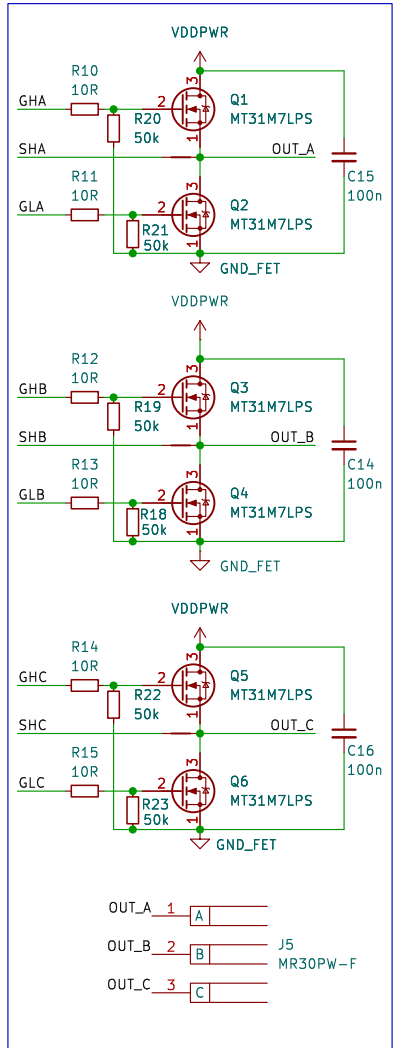 VDDPWR
R10
10R
GHA
2
3
1
Q1
MT31M7LPS
R20
50k
SHA
OUT_A
C15
100n
R11
10R
GLA
2
3
1
Q2
MT31M7LPS
R21
50k
GND_FET
VDDPWR
R12
10R
GHB
2
3
1
Q3
MT31M7LPS
R19
50k
SHB
OUT_B
C14
100n
R13
10R
GLB
2
3
1
Q4
MT31M7LPS
R18
50k
GND_FET
VDDPWR
R14
10R
GHC
2
3
1
Q5
MT31M7LPS
R22
50k
SHC
OUT_C
C16
100n
R15
10R
GLC
2
3
1
Q6
MT31M7LPS
R23
50k
GND_FET
OUT_A 1 A
OUT_B 2 B
J5
MR30PW-F
OUT_C 3 C